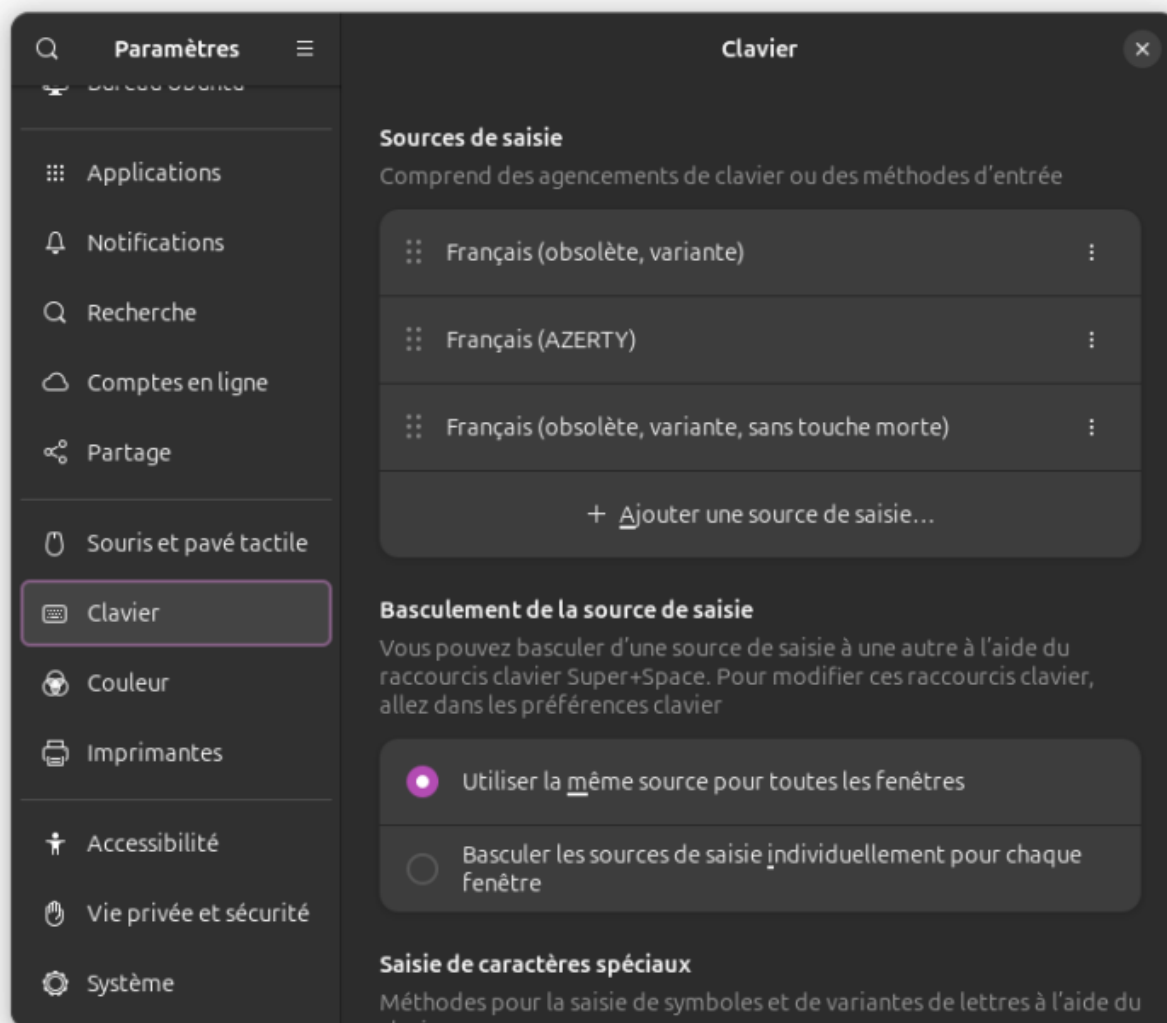 Paramètres
Applications
Notifications
Recherche
Comptes en ligne
Partage
Souris et pavé tactile
Clavier
Couleur
Imprimantes
Accessibilité
Vie privée et sécurité
Système
Clavier
Sources de saisie
Comprend des agencements de clavier ou des méthodes d'entrée
Français (obsolète, variante)
Français (AZERTY)
Français (obsolète, variante, sans touche morte)
+ Ajouter une source de saisie…
Basculement de la source de saisie
Vous pouvez basculer d'une source de saisie à une autre à l'aide du
raccourcis clavier Super+Space. Pour modifier ces raccourcis clavier,
allez dans les préférences clavier
Utiliser la même source pour toutes les fenêtres
Basculer les sources de saisie individuellement pour chaque
fenêtre
Saisie de caractères spéciaux
Méthodes pour la saisie de symboles et de variantes de lettres à l'aide du